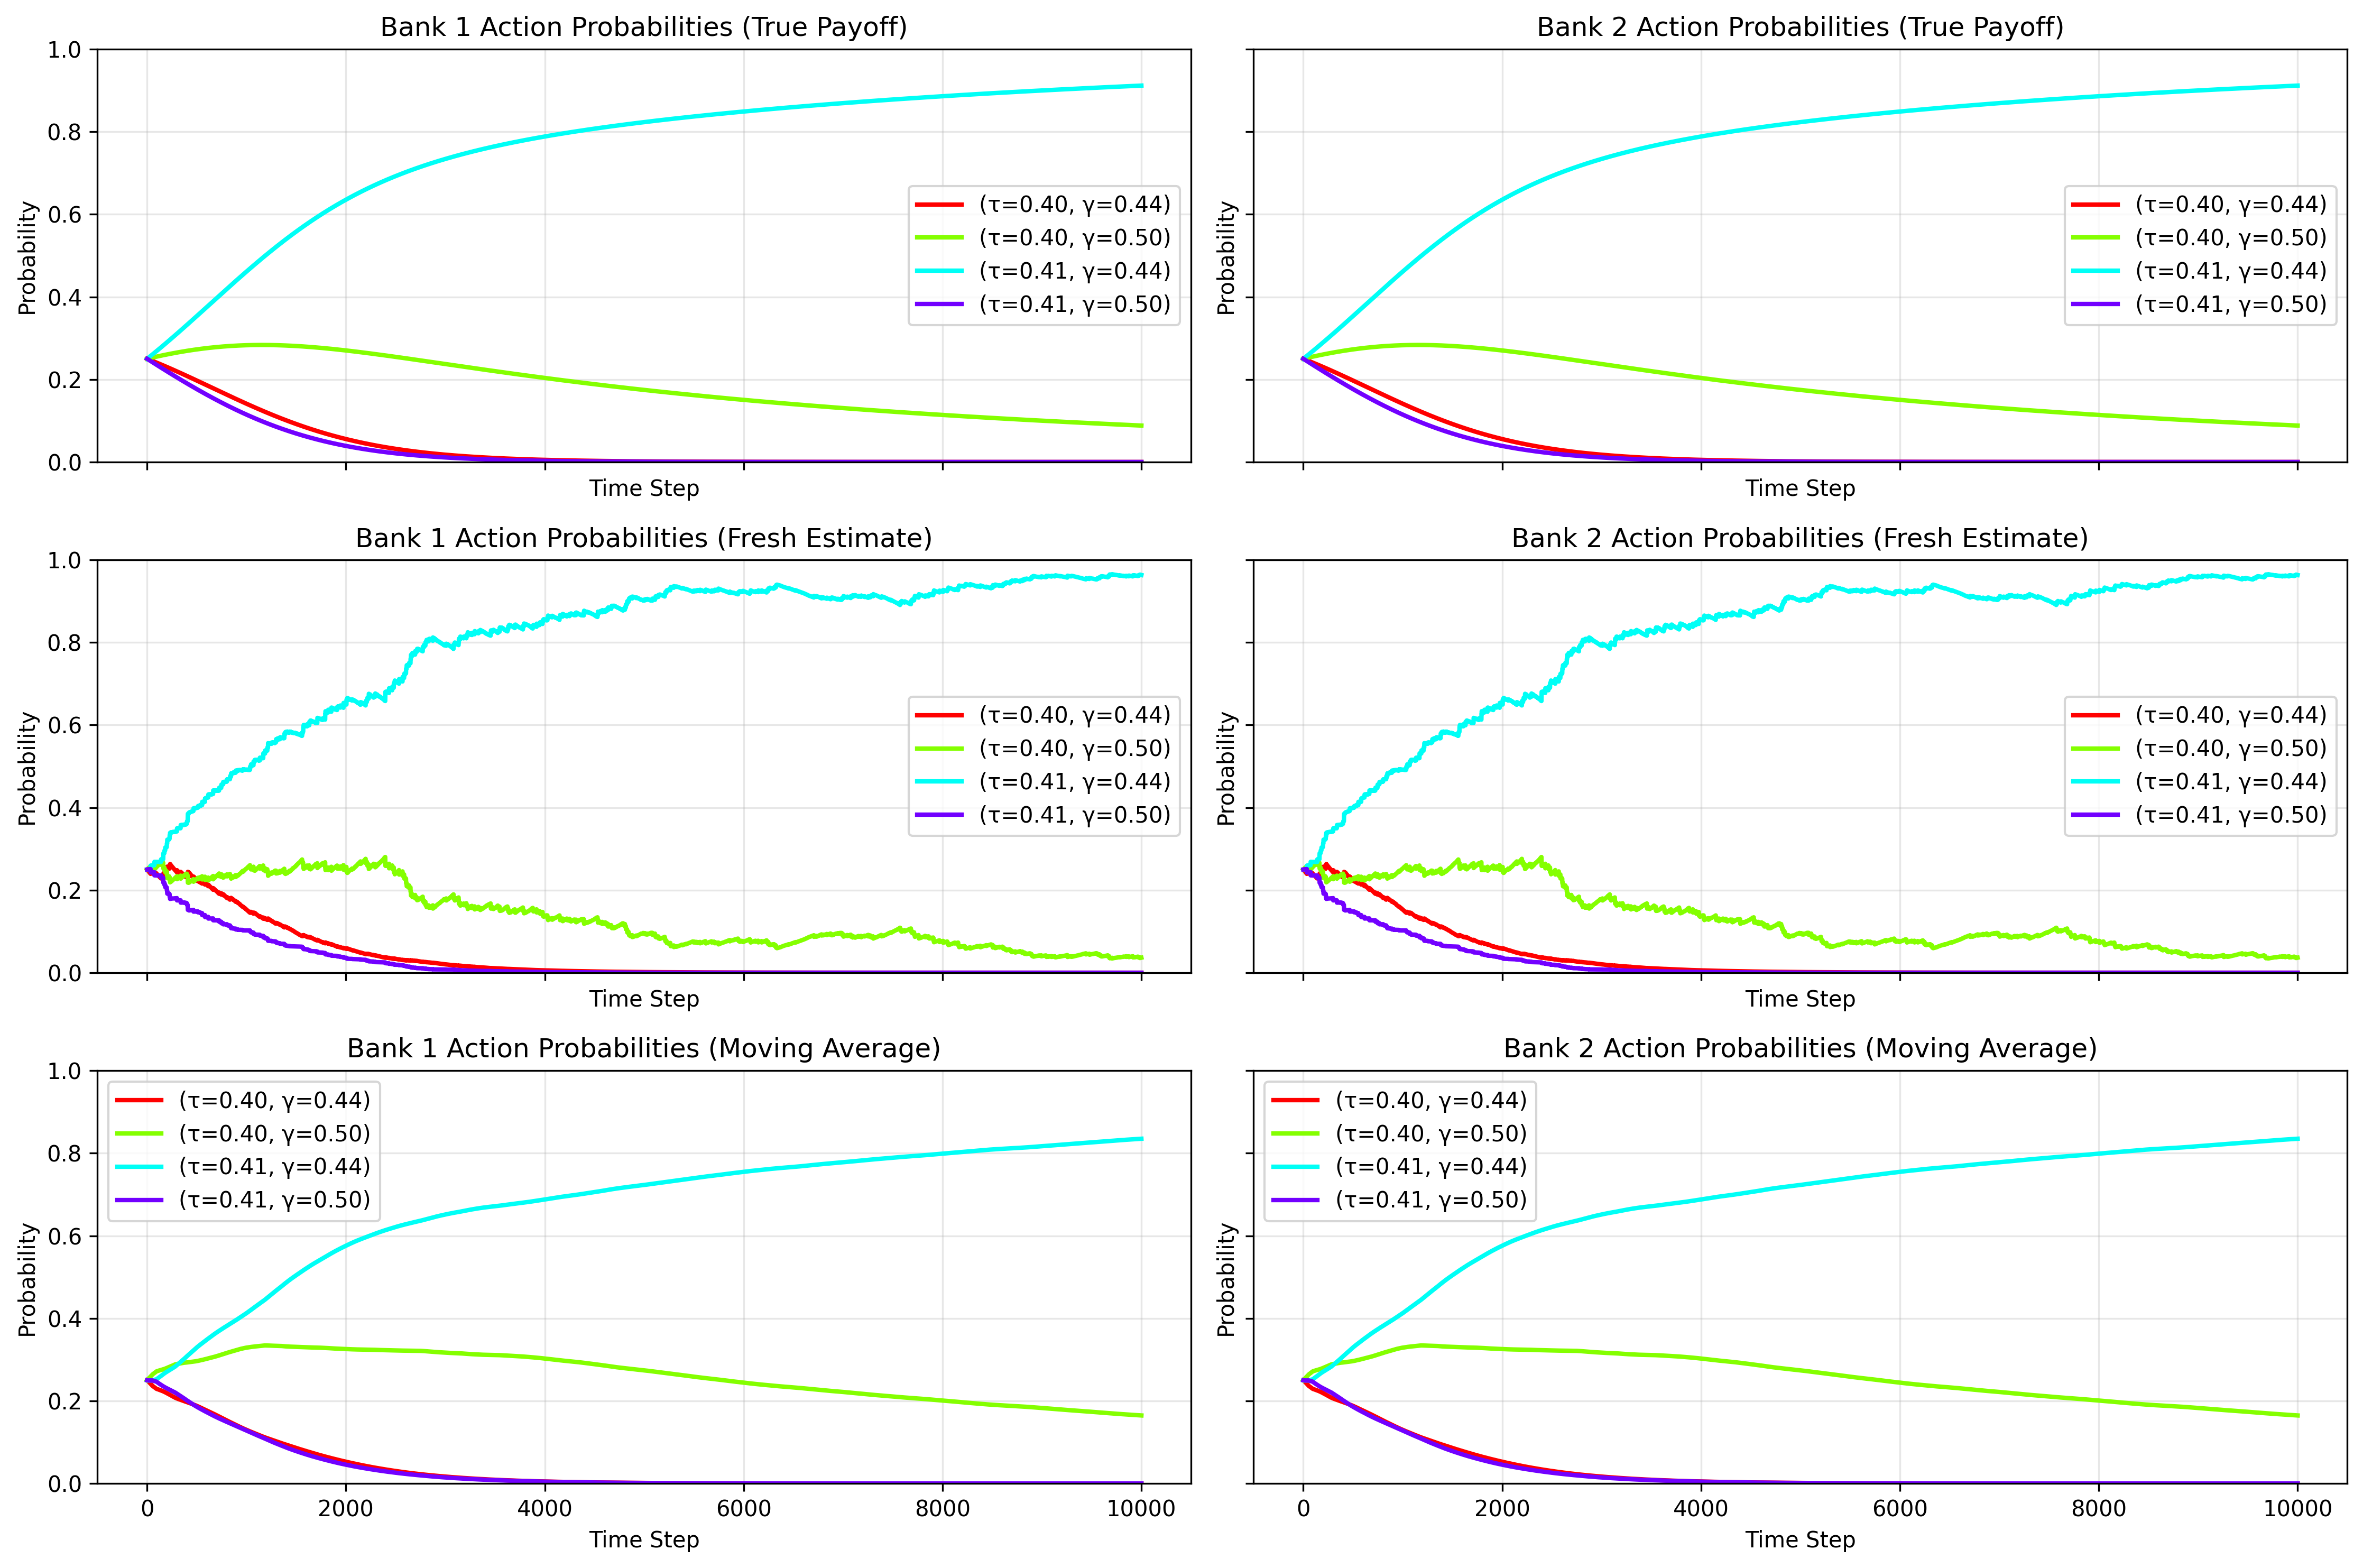 Bank 1 Action Probabilities (True Payoff)
Probability
1.0
0.8
0.6
0.4
0.2
0.0
(τ=0.40, γ=0.44)
(τ=0.40, γ=0.50)
(τ=0.41, γ=0.44)
(τ=0.41, γ=0.50)
Time Step
Bank 2 Action Probabilities (True Payoff)
Probability
(τ=0.40, γ=0.44)
(τ=0.40, γ=0.50)
(τ=0.41, γ=0.44)
(τ=0.41, γ=0.50)
Time Step
Bank 1 Action Probabilities (Fresh Estimate)
Probability
1.0
0.8
0.6
0.4
0.2
0.0
(τ=0.40, γ=0.44)
(τ=0.40, γ=0.50)
(τ=0.41, γ=0.44)
(τ=0.41, γ=0.50)
Time Step
Bank 2 Action Probabilities (Fresh Estimate)
Probability
(τ=0.40, γ=0.44)
(τ=0.40, γ=0.50)
(τ=0.41, γ=0.44)
(τ=0.41, γ=0.50)
Time Step
Bank 1 Action Probabilities (Moving Average)
Probability
1.0
0.8
0.6
0.4
0.2
0.0
(τ=0.40, γ=0.44)
(τ=0.40, γ=0.50)
(τ=0.41, γ=0.44)
(τ=0.41, γ=0.50)
0 2000 4000 6000 8000 10000
Time Step
Bank 2 Action Probabilities (Moving Average)
Probability
(τ=0.40, γ=0.44)
(τ=0.40, γ=0.50)
(τ=0.41, γ=0.44)
(τ=0.41, γ=0.50)
0 2000 4000 6000 8000 10000
Time Step